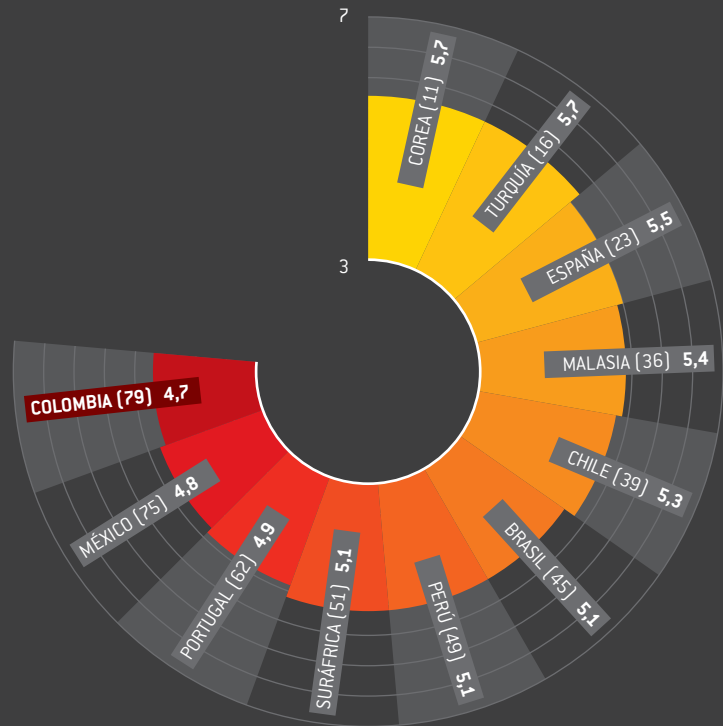 7
3
COREA (11) 5,7
TURQUÍA (16) 5,7
ESPAÑA (23) 5,5
MALASIA (36) 5,4
CHILE (39) 5,3
BRASIL (45) 5,1
PERÚ (49) 5,1
SURÁFRICA (51) 5,1
PORTUGAL (62) 4,9
MÉXICO (75) 4,8
COLOMBIA (79) 4,7